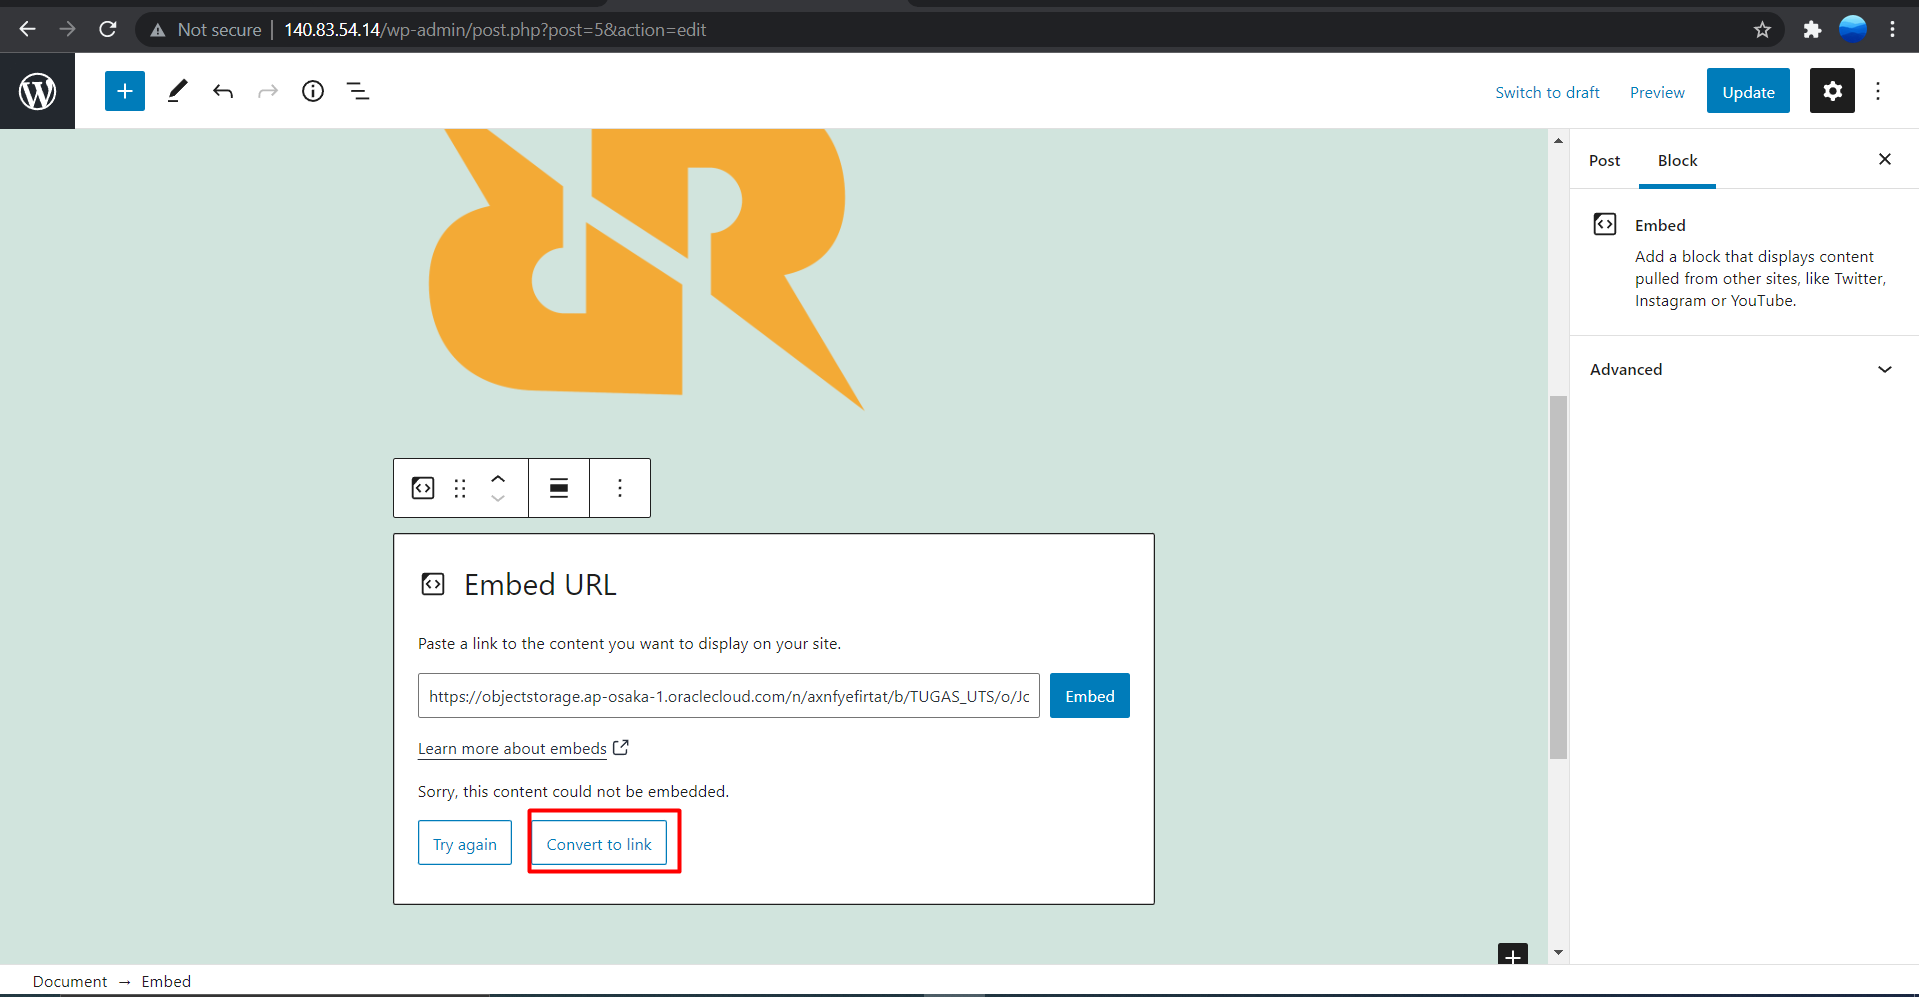 Not secure
140.83.54.14/wp-admin/post.php?post=5&action=edit
Switch to draft
Preview
Update
Post
Block
Embed
Add a block that displays content
pulled from other sites, like Twitter,
Instagram or YouTube.
Advanced
Embed URL
Paste a link to the content you want to display on your site.
https://objectstorage.ap-osaka-1.oraclecloud.com/n/axnfyefirtat/b/TUGAS_UTS/o/Jc
Embed
Learn more about embeds
Sorry, this content could not be embedded.
Try again
Convert to link
Document → Embed